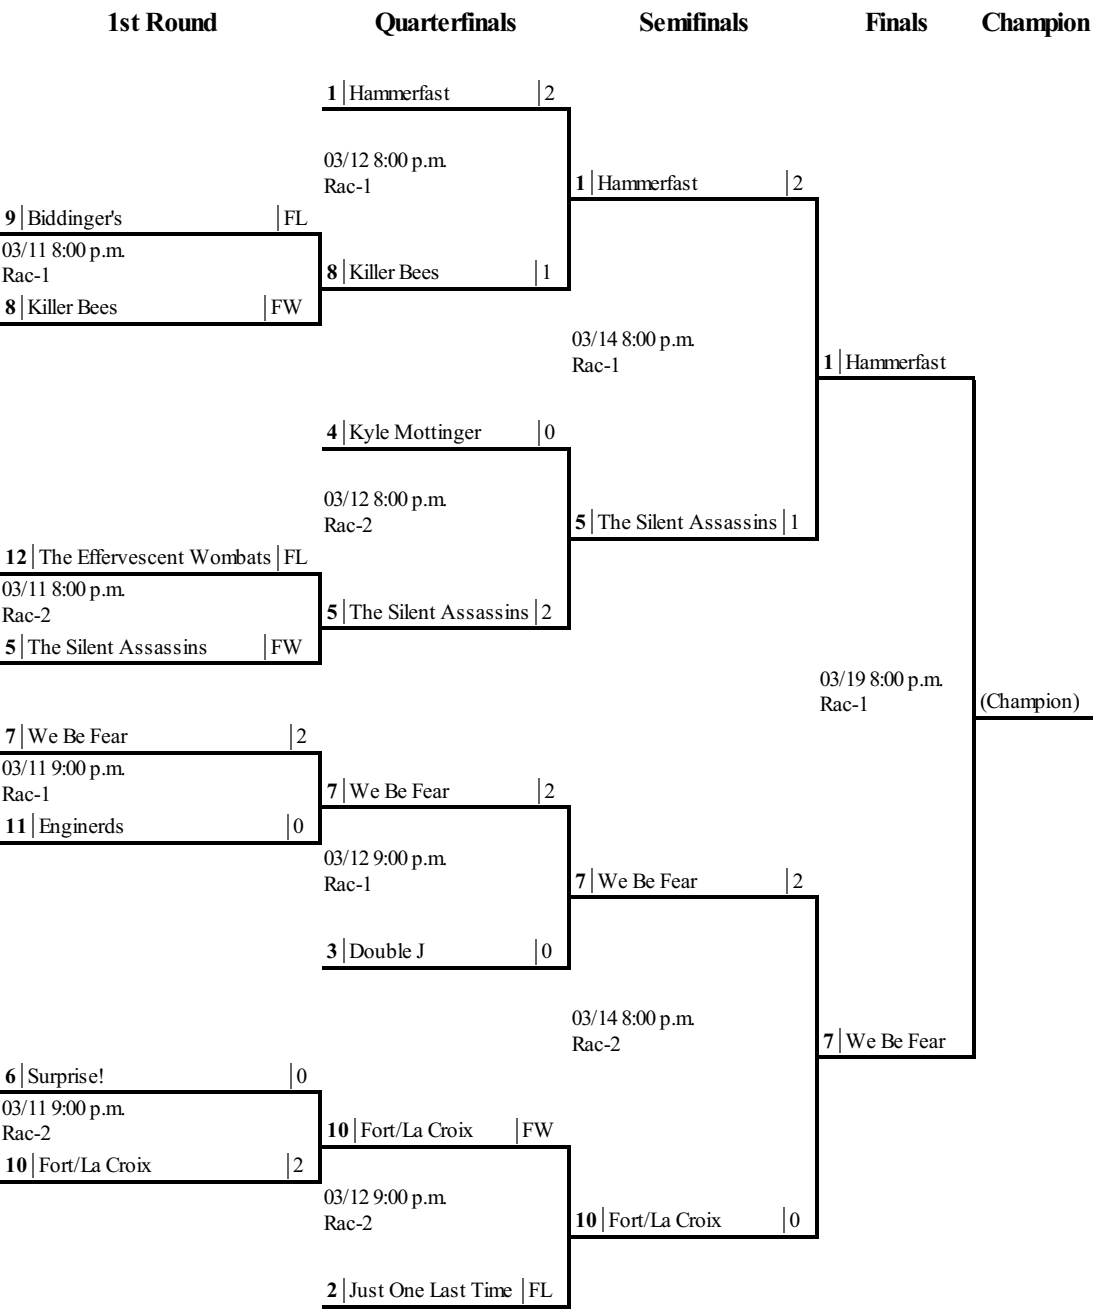 1st Round Quarterfinals Semifinals Finals Champion
1 Hammerfast 2
03/12 8:00 p.m.
Rac-1
1 Hammerfast 2
9 Biddinger's FL
03/11 8:00 p.m.
Rac-1
8 Killer Bees 1
8 Killer Bees FW
03/14 8:00 p.m.
Rac-1
1 Hammerfast
4 Kyle Mottinger 0
03/12 8:00 p.m.
Rac-2
5 The Silent Assassins 1
12 The Effervescent Wombats FL
03/11 8:00 p.m.
Rac-2
5 The Silent Assassins 2
5 The Silent Assassins FW
03/19 8:00 p.m.
Rac-1
(Champion)
7 We Be Fear 2
03/11 9:00 p.m.
Rac-1
7 We Be Fear 2
11 Enginerds 0
03/12 9:00 p.m.
Rac-1
7 We Be Fear 2
3 Double J 0
03/14 8:00 p.m.
Rac-2
7 We Be Fear
6 Surprise! 0
03/11 9:00 p.m.
Rac-2
10 Fort/La Croix FW
10 Fort/La Croix 2
03/12 9:00 p.m.
Rac-2
10 Fort/La Croix 0
2 Just One Last Time FL